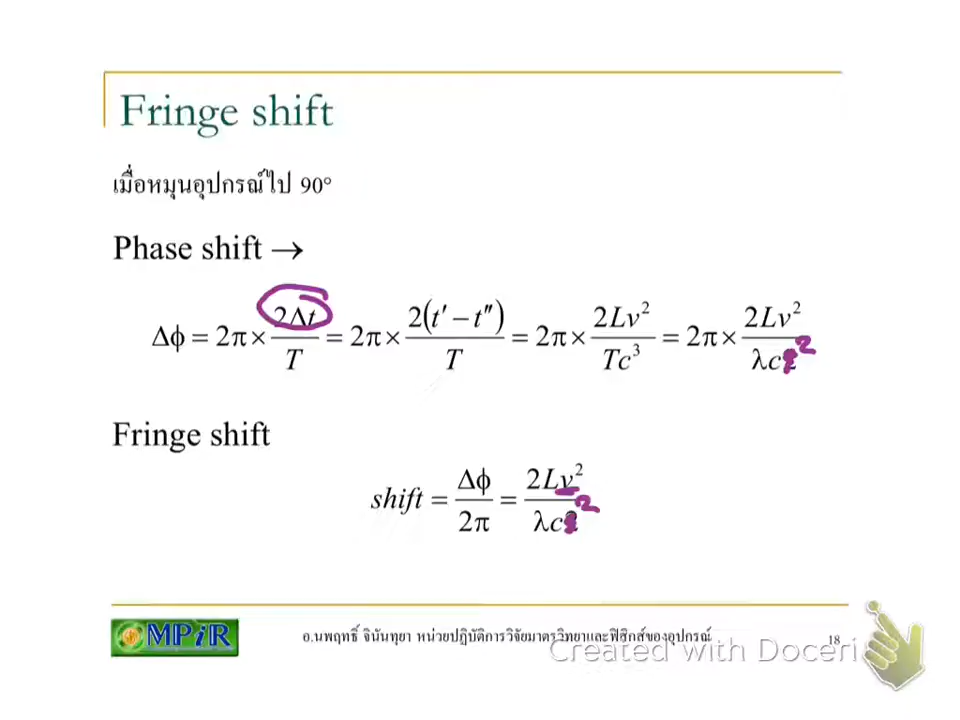 Fringe shift
เมื่อหมุนอุปกรณ์ไป 90°
Phase shift →
Δϕ = 2π × 2Δt / T = 2π × 2(t′ − t″) / T = 2π × 2Lv² / Tc³ = 2π × 2Lv² / λc²
Fringe shift
shift = Δϕ / 2π = 2Lv² / λc²
MPiR
อ.นพฤทธิ์ จินันทุยา หน่วยปฏิบัติการวิจัยมาตรวิทยาและฟิสิกส์ของอุปกรณ์
18
Created with Doceri